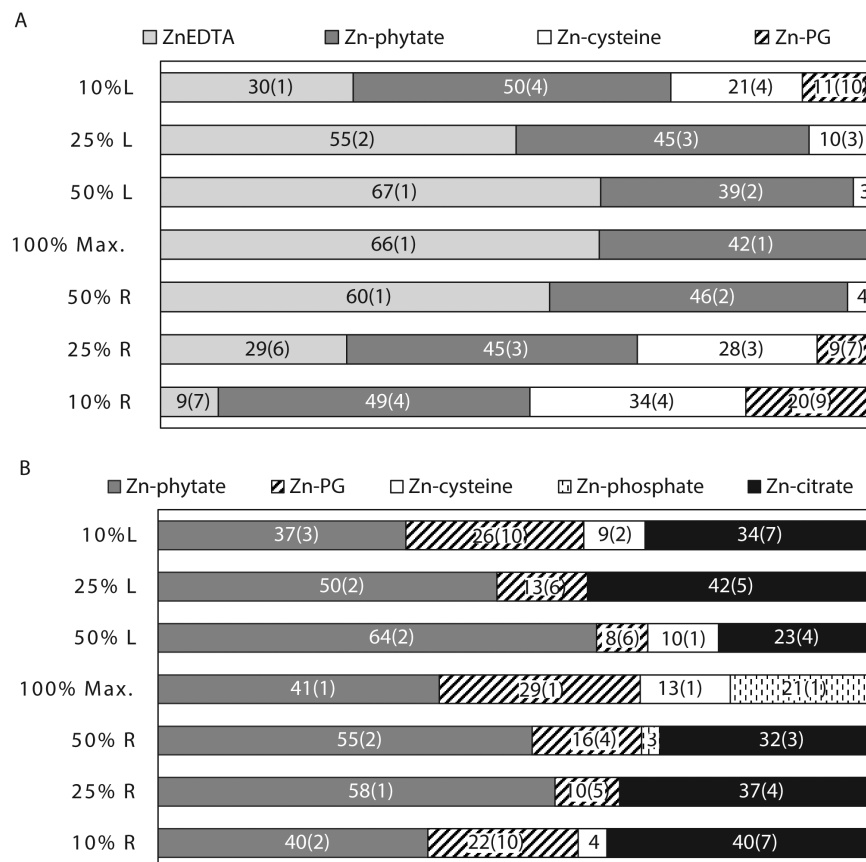 A
ZnEDTA Zn-phytate Zn-cysteine Zn-PG
10%L 30(1) 50(4) 21(4) 11(10)
25% L 55(2) 45(3) 10(3)
50% L 67(1) 39(2) 3
100% Max. 66(1) 42(1)
50% R 60(1) 46(2) 4
25% R 29(6) 45(3) 28(3) 9(7)
10% R 9(7) 49(4) 34(4) 20(9)
B
Zn-phytate Zn-PG Zn-cysteine Zn-phosphate Zn-citrate
10%L 37(3) 26(10) 9(2) 34(7)
25% L 50(2) 13(6) 42(5)
50% L 64(2) 8(6) 10(1) 23(4)
100% Max. 41(1) 29(1) 13(1) 21(1)
50% R 55(2) 16(4) 3 32(3)
25% R 58(1) 10(5) 37(4)
10% R 40(2) 22(10) 4 40(7)